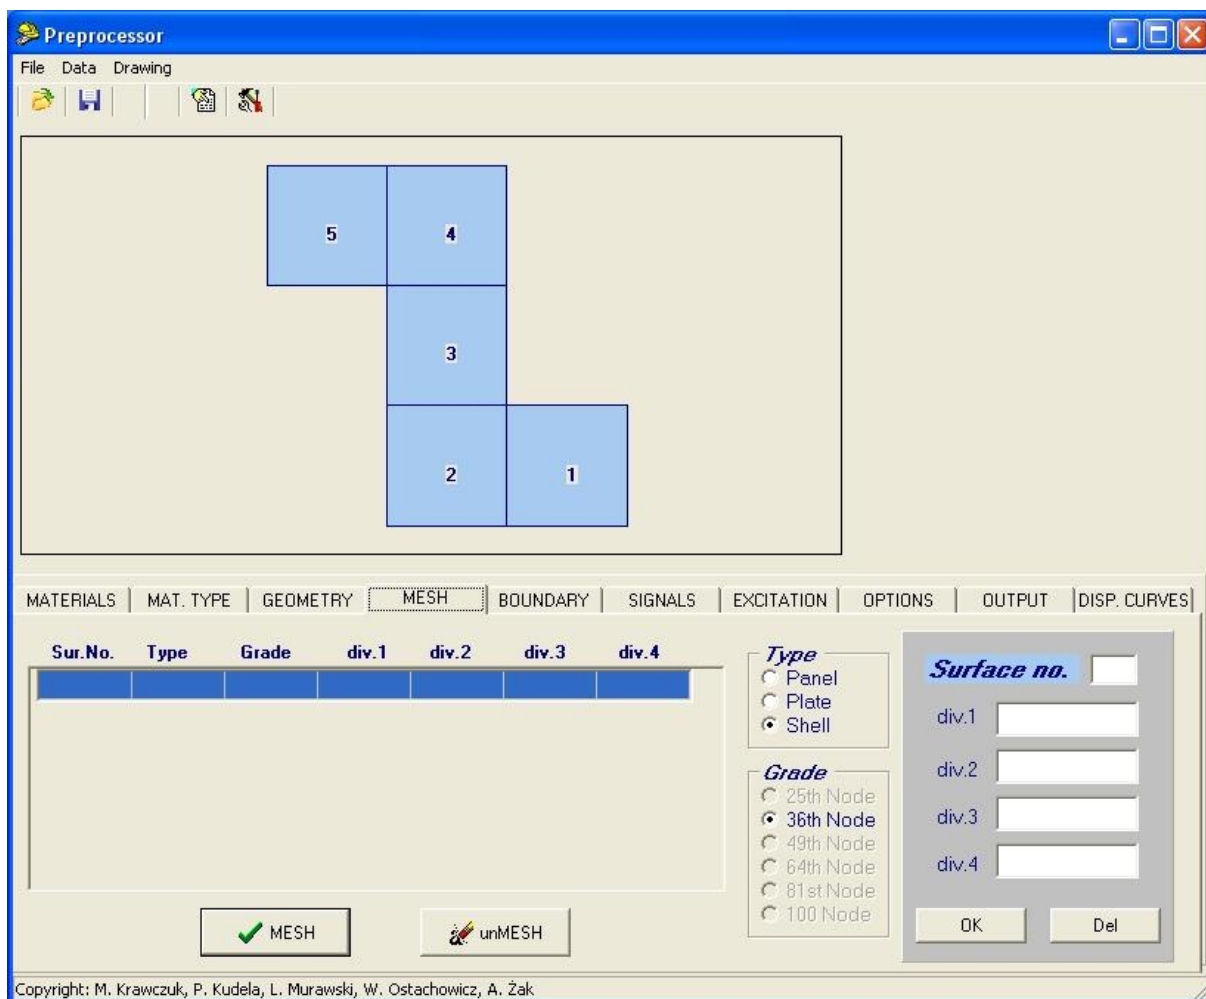 Preprocessor
File Data Drawing
5 4
3
2 1
MATERIALS MAT. TYPE GEOMETRY MESH BOUNDARY SIGNALS EXCITATION OPTIONS OUTPUT DISP. CURVES
Sur.No. Type Grade div.1 div.2 div.3 div.4
Type
Panel
Plate
Shell
Grade
25th Node
36th Node
49th Node
64th Node
81st Node
100 Node
Surface no.
div.1
div.2
div.3
div.4
OK Del
MESH unMESH
Copyright: M. Krawczuk, P. Kudela, L. Murawski, W. Ostachowicz, A. Żak